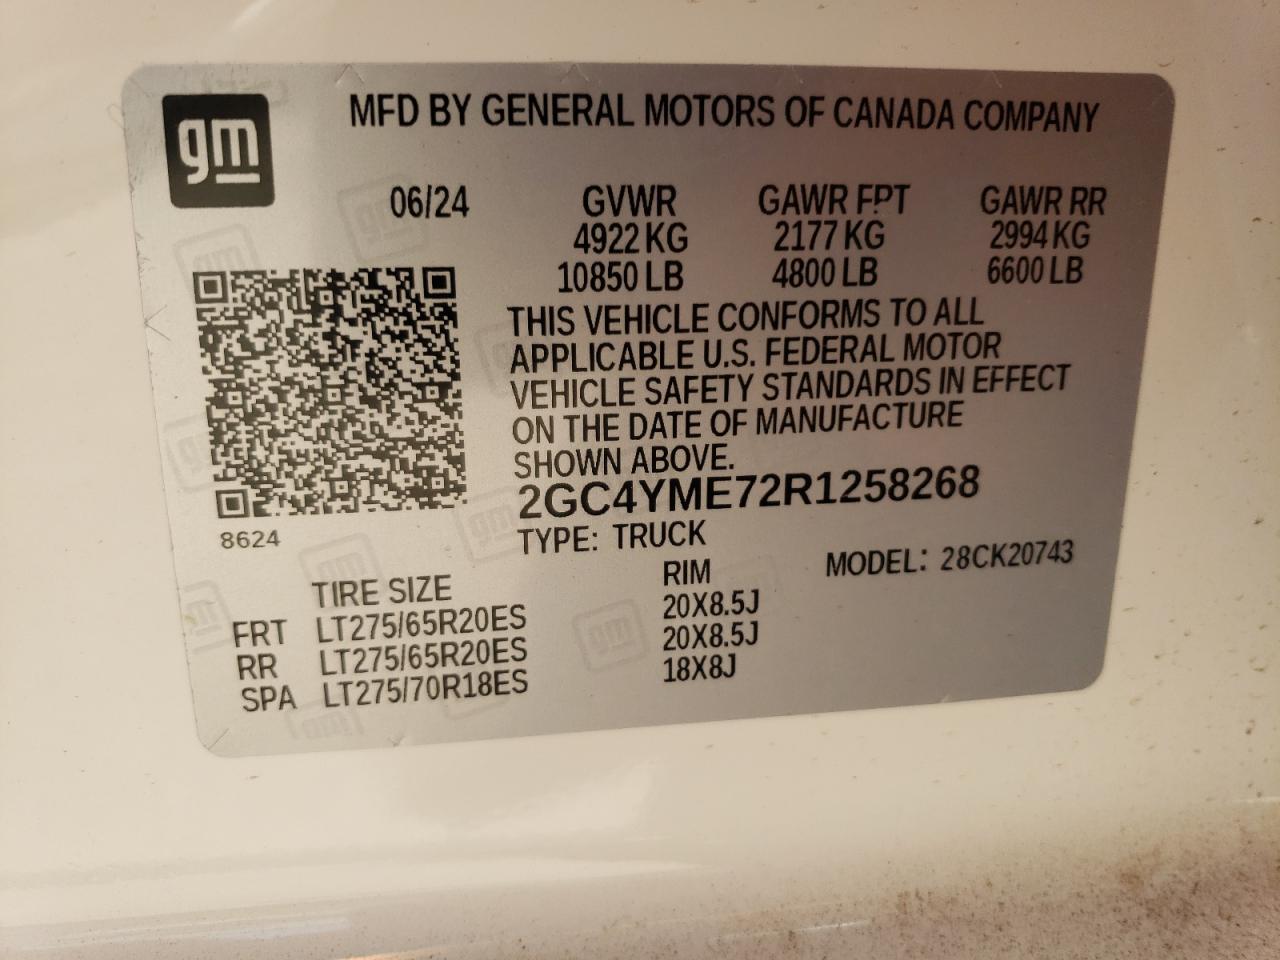 gm
MFD BY GENERAL MOTORS OF CANADA COMPANY
06/24 GVWR GAWR FRT GAWR RR
4922 KG 2177 KG 2994 KG
10850 LB 4800 LB 6600 LB
THIS VEHICLE CONFORMS TO ALL
APPLICABLE U.S. FEDERAL MOTOR
VEHICLE SAFETY STANDARDS IN EFFECT
ON THE DATE OF MANUFACTURE
SHOWN ABOVE.
2GC4YME72R1258268
8624
TYPE: TRUCK
MODEL: 28CK20743
TIRE SIZE RIM
FRT LT275/65R20ES 20X8.5J
RR LT275/65R20ES 20X8.5J
SPA LT275/70R18ES 18X8J